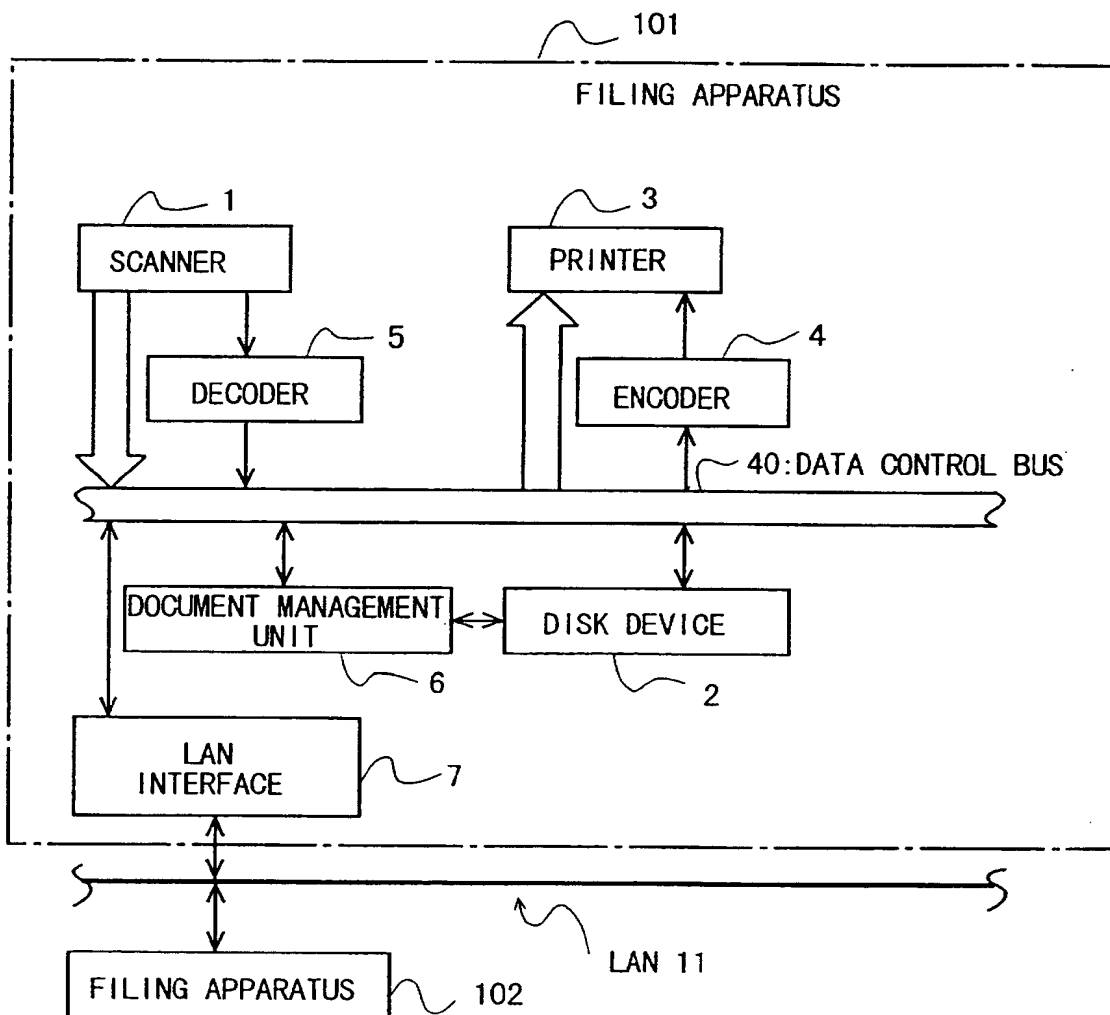 101
FILING APPARATUS
1
SCANNER
3
PRINTER
5
DECODER
4
ENCODER
40:DATA CONTROL BUS
DOCUMENT MANAGEMENT
UNIT
6
DISK DEVICE
2
LAN
INTERFACE
7
LAN 11
FILING APPARATUS
102